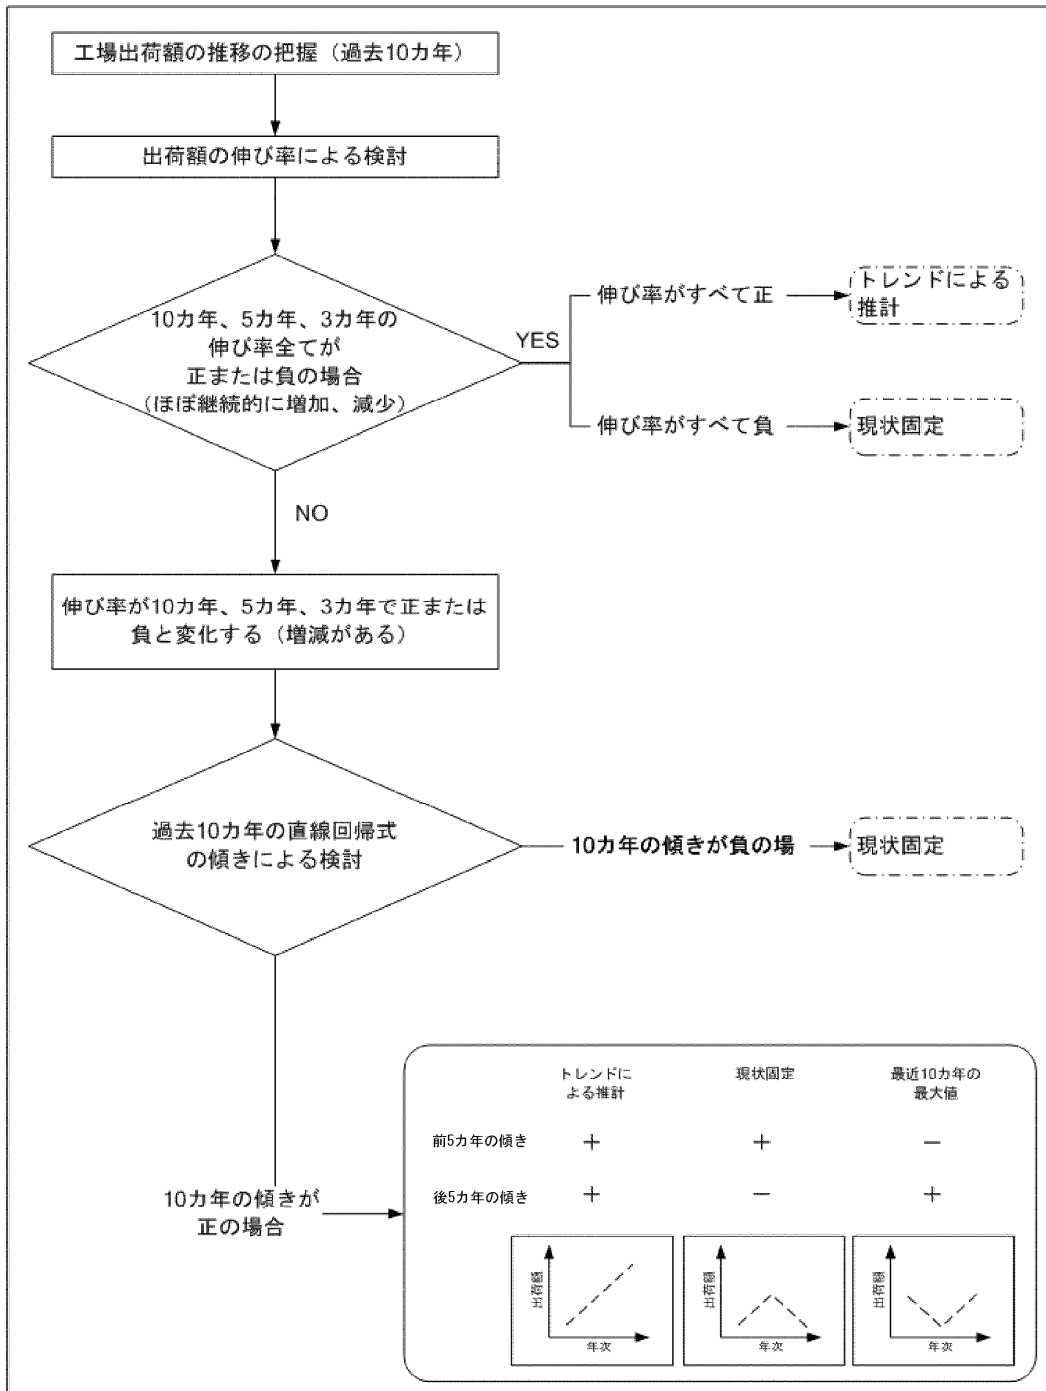 工場出荷額の推移の把握（過去10カ年）
出荷額の伸び率による検討
10カ年、5カ年、3カ年の
伸び率全てが
正または負の場合
（ほぼ継続的に増加、減少）
YES
伸び率がすべて正
トレンドによる
推計
伸び率がすべて負
現状固定
NO
伸び率が10カ年、5カ年、3カ年で正または
負と変化する（増減がある）
過去10カ年の直線回帰式
の傾きによる検討
10カ年の傾きが負の場
現状固定
10カ年の傾きが
正の場合
トレンドに
よる推計
現状固定
最近10カ年の
最大値
前5カ年の傾き ＋ ＋ −
後5カ年の傾き ＋ − ＋
出荷額
年次
出荷額
年次
出荷額
年次